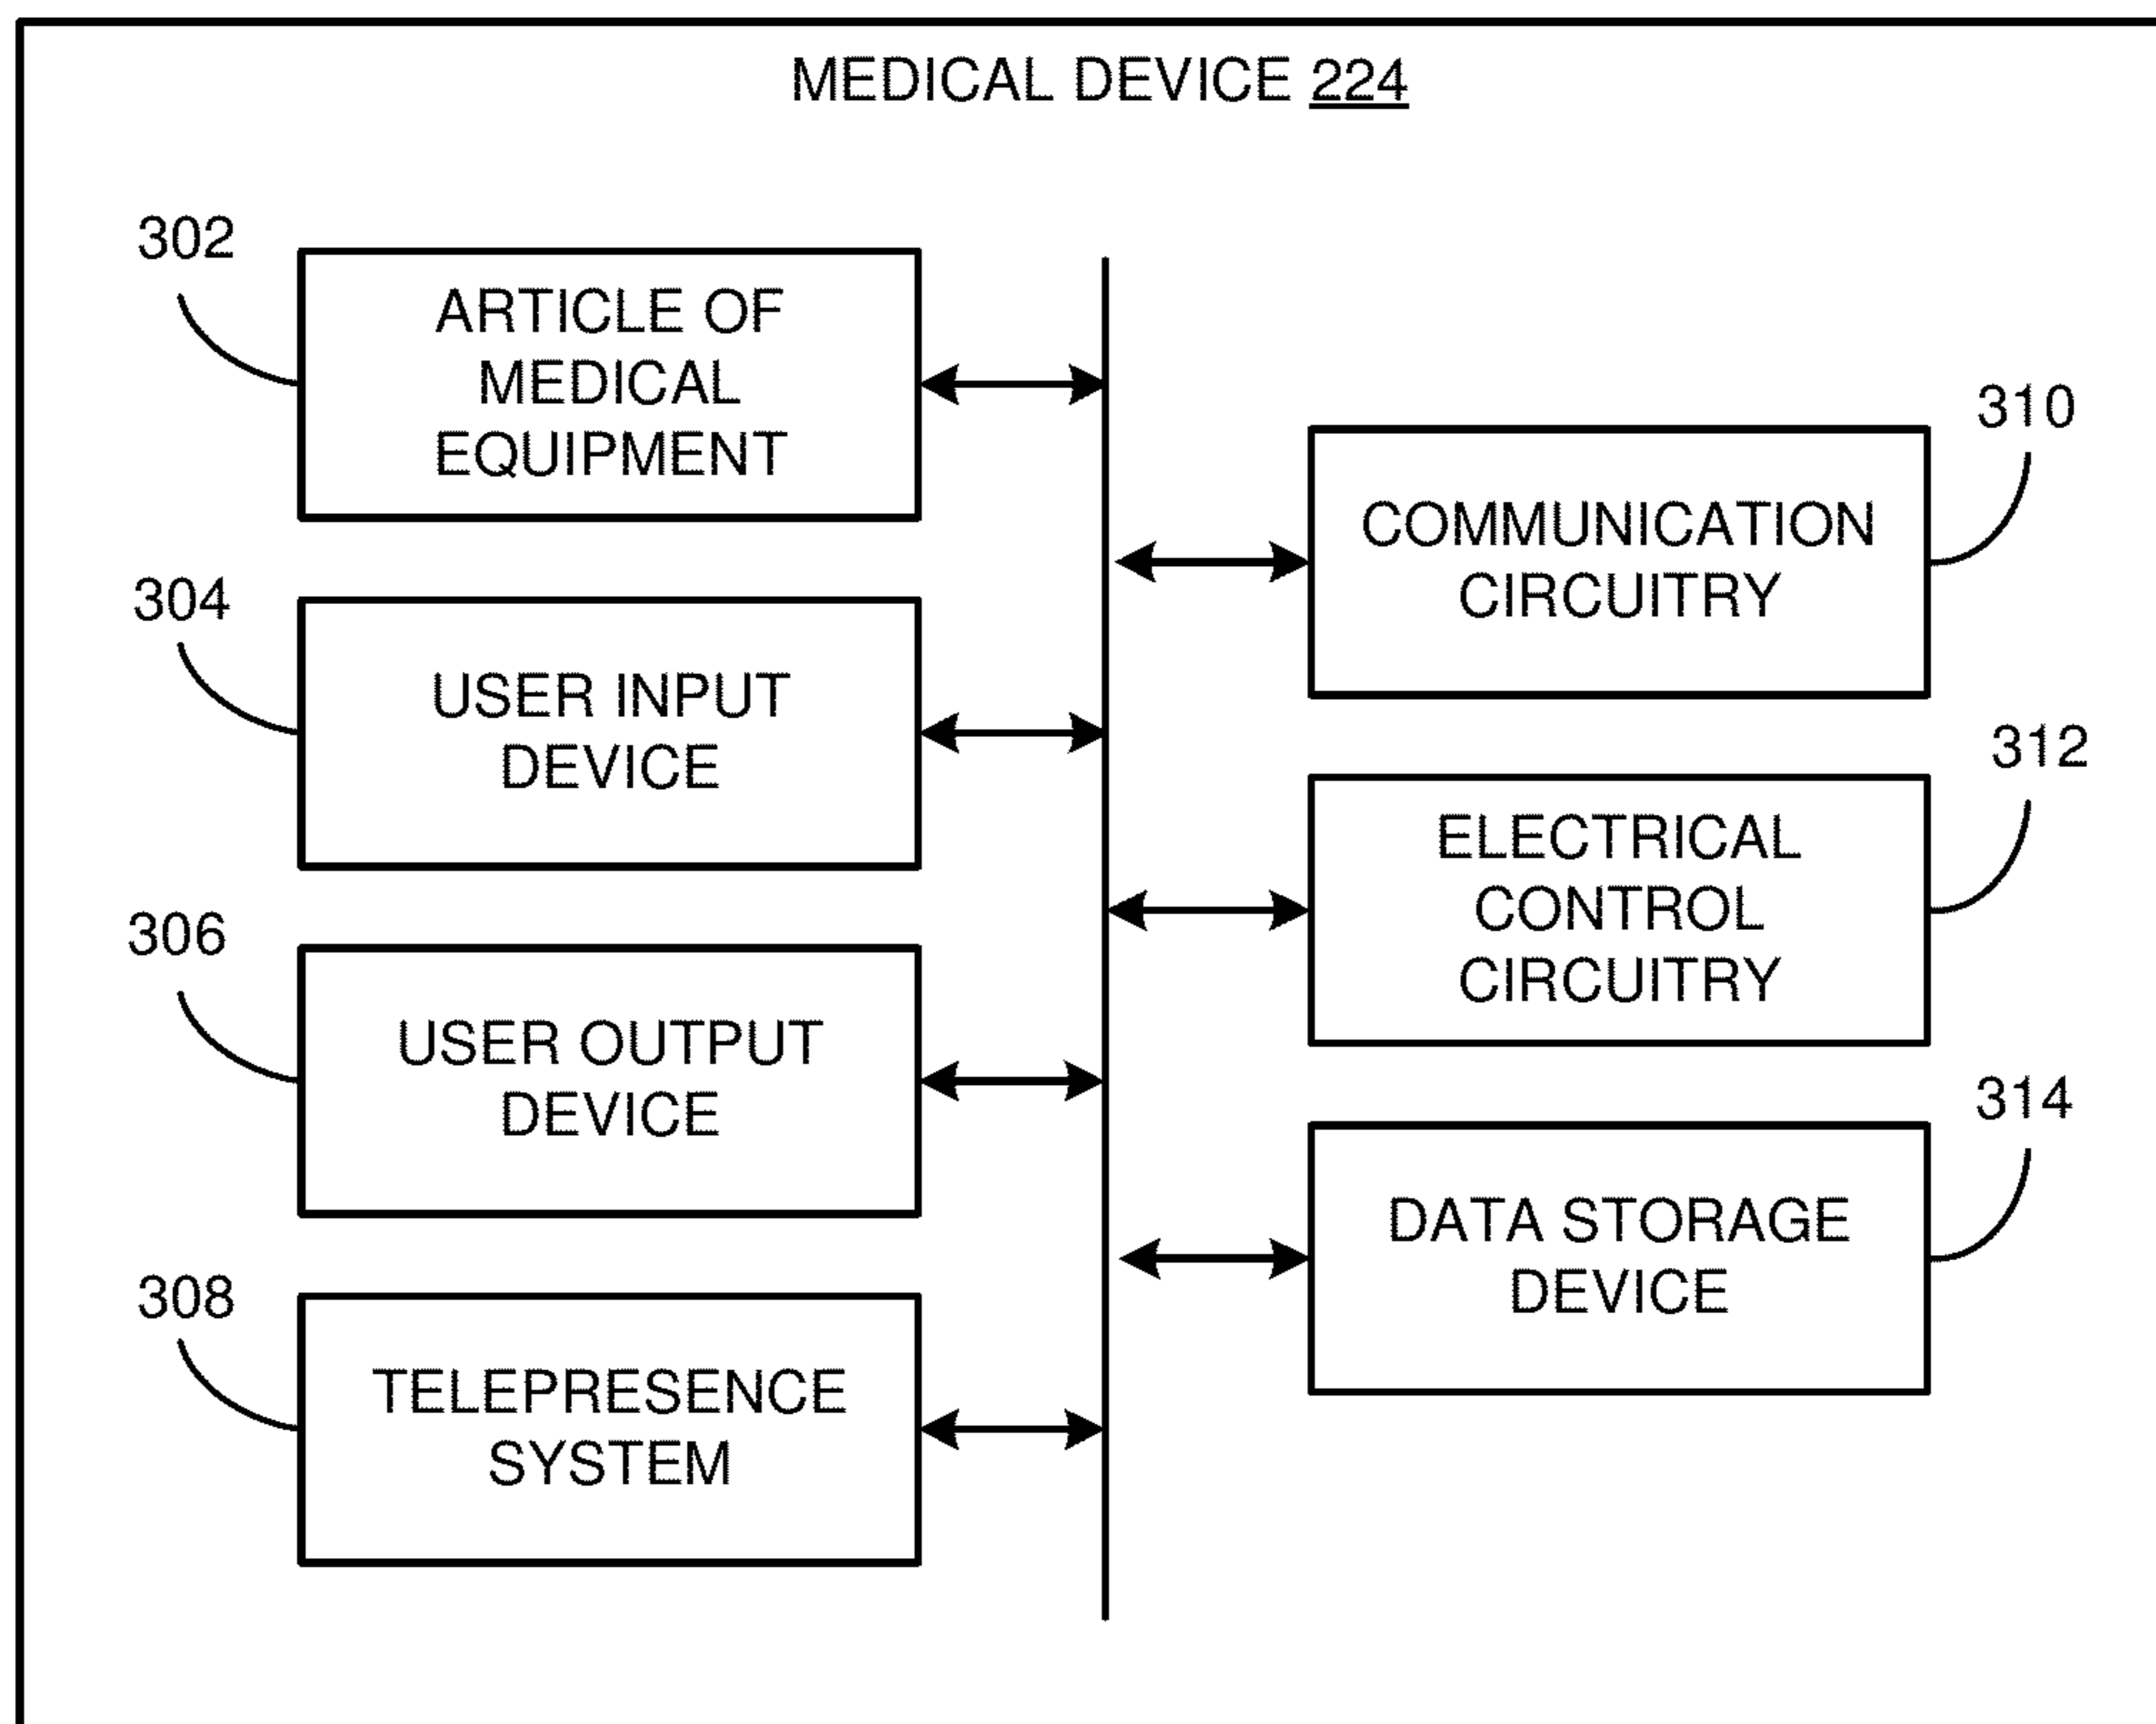 MEDICAL DEVICE 224
302
ARTICLE OF
MEDICAL
EQUIPMENT
304
USER INPUT
DEVICE
306
USER OUTPUT
DEVICE
308
TELEPRESENCE
SYSTEM
310
COMMUNICATION
CIRCUITRY
312
ELECTRICAL
CONTROL
CIRCUITRY
314
DATA STORAGE
DEVICE